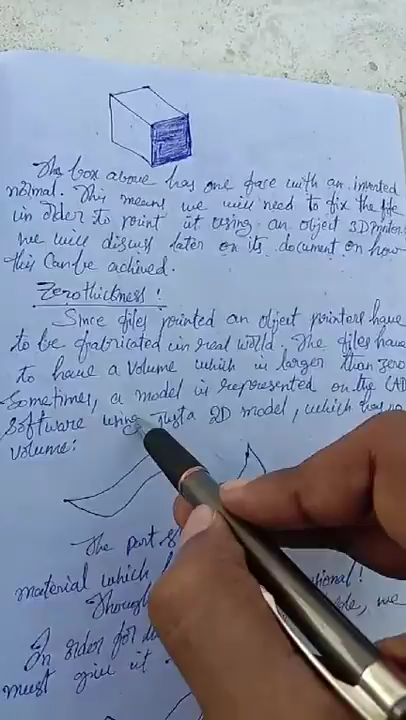 The box above has one face with an inverted
normal. This means we will need to fix the file
in order to print it using an object 3D printer.
we will discuss later on its document on how
this Can be achived.
Zero thickness:
Since files printed an object printers have
to be fabricated in real world. The files have
to have a volume which is larger than zero
Sometimes, a model is represented on the CAD
Software using Just a 2D model, which has no
volume:
The part
material which
Though we
In order for
must give it